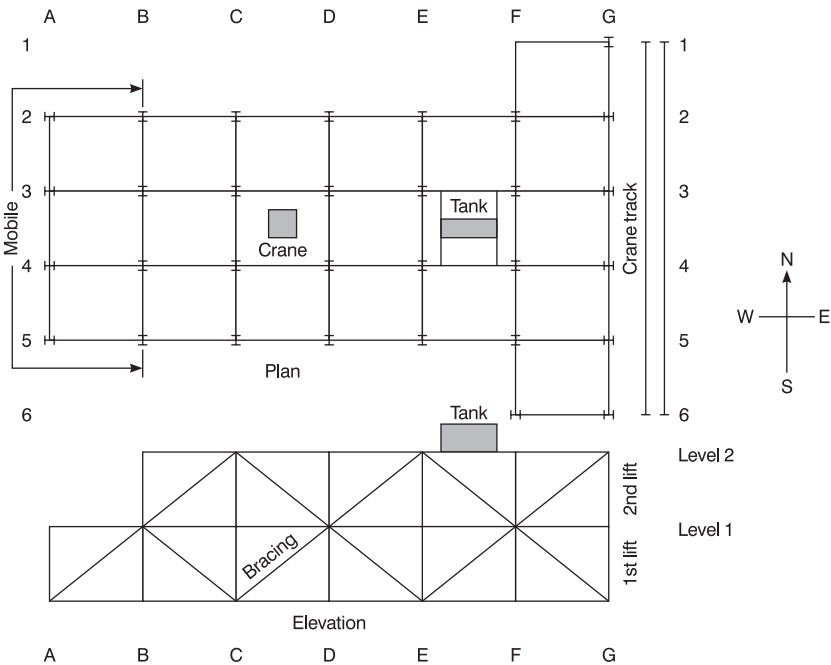 A B C D E F G
1 1
2 2
Mobile
3 3
Tank
Crane
Crane track
4 4
N
W E
S
5 5
Plan
6 6
Tank
Level 2
2nd lift
Level 1
Bracing
1st lift
Elevation
A B C D E F G